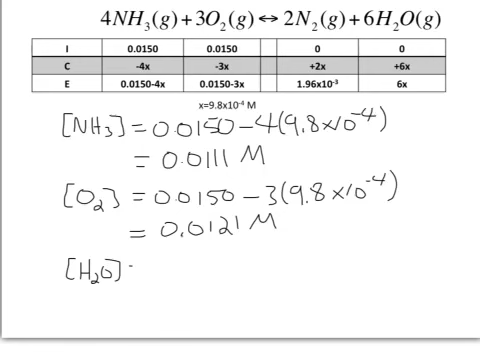 4NH₃(g)+3O₂(g)↔2N₂(g)+6H₂O(g)
I 0.0150 0.0150 0 0
C -4x -3x +2x +6x
E 0.0150-4x 0.0150-3x 1.96x10⁻³ 6x
x=9.8x10⁻⁴ M
[NH₃] = 0.0150 - 4(9.8x10⁻⁴)
= 0.0111 M
[O₂] = 0.0150 - 3(9.8x10⁻⁴)
= 0.0121 M
[H₂O]